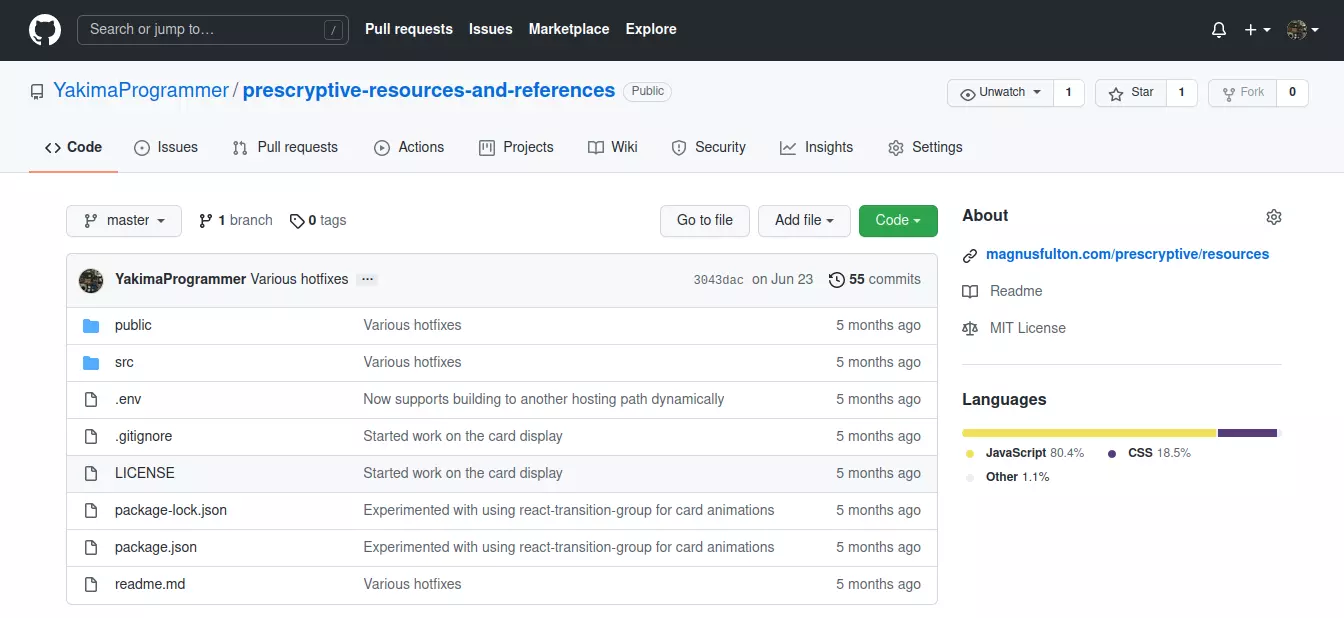 Search or jump to… /
Pull requests Issues Marketplace Explore
YakimaProgrammer / prescryptive-resources-and-references Public
Unwatch 1 Star 1 Fork 0
Code Issues Pull requests Actions Projects Wiki Security Insights Settings
master 1 branch 0 tags
Go to file Add file Code
YakimaProgrammer Various hotfixes ... 3043dac on Jun 23 55 commits
public Various hotfixes 5 months ago
src Various hotfixes 5 months ago
.env Now supports building to another hosting path dynamically 5 months ago
.gitignore Started work on the card display 5 months ago
LICENSE Started work on the card display 5 months ago
package-lock.json Experimented with using react-transition-group for card animations 5 months ago
package.json Experimented with using react-transition-group for card animations 5 months ago
readme.md Various hotfixes 5 months ago
About
magnusfulton.com/prescryptive/resources
Readme
MIT License
Languages
JavaScript 80.4% CSS 18.5%
Other 1.1%